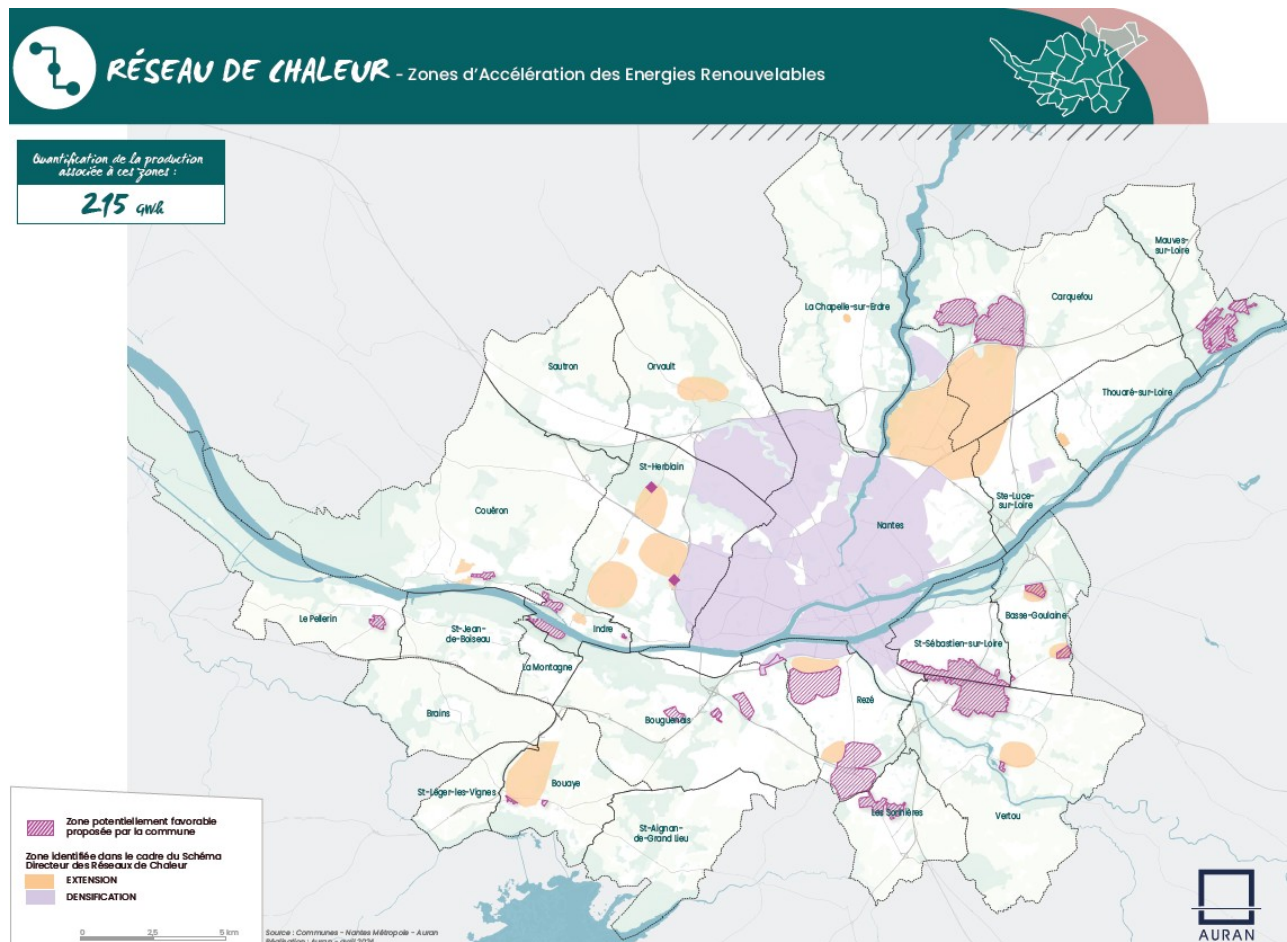 RÉSEAU DE CHALEUR - Zones d'Accélération des Energies Renouvelables
Quantification de la production
associée à ces zones :
215 GWh
Mauves-
sur-Loire
Carquefou
La Chapelle-sur-Erdre
Sautron
Orvault
Thouaré-sur-Loire
St-Herblain
Ste-Luce-
sur-Loire
Couëron
Nantes
Le Pellerin
St-Jean-
de-Boiseau
Indre
Basse-Goulaine
St-Sébastien-sur-Loire
La Montagne
Rezé
Brains
Bouguenais
St-Léger-les-Vignes
Bouaye
Les Sorinières
Vertou
St-Aignan-
de-Grand Lieu
Zone potentiellement favorable
proposée par la commune
Zone identifiée dans le cadre du Schéma
Directeur des Réseaux de Chaleur
EXTENSION
DENSIFICATION
0 2,5 5 km
Source : Communes - Nantes Métropole - Auran
Réalisation : Auran - avril 2024
AURAN